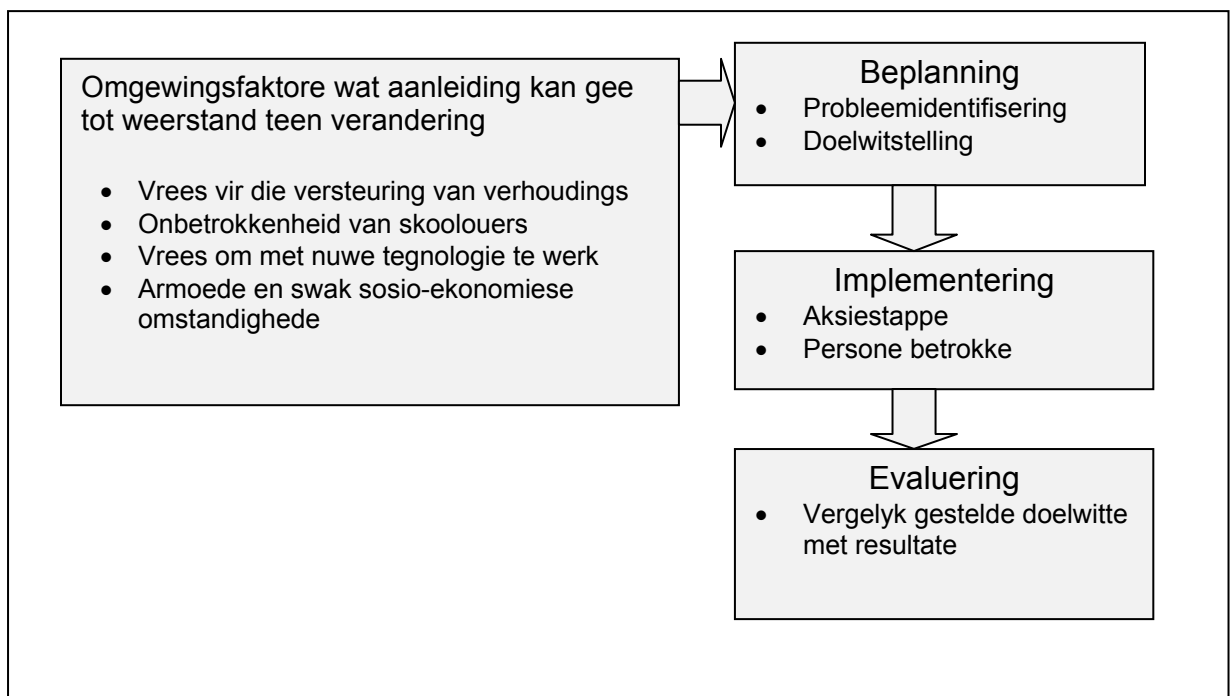 Omgewingsfaktore wat aanleiding kan gee
tot weerstand teen verandering
• Vrees vir die versteuring van verhoudings
• Onbetrokkenheid van skoolouers
• Vrees om met nuwe tegnologie te werk
• Armoede en swak sosio-ekonomiese
omstandighede
Beplanning
• Probleemidentifisering
• Doelwitstelling
Implementering
• Aksiestappe
• Persone betrokke
Evaluering
• Vergelyk gestelde doelwitte
met resultate